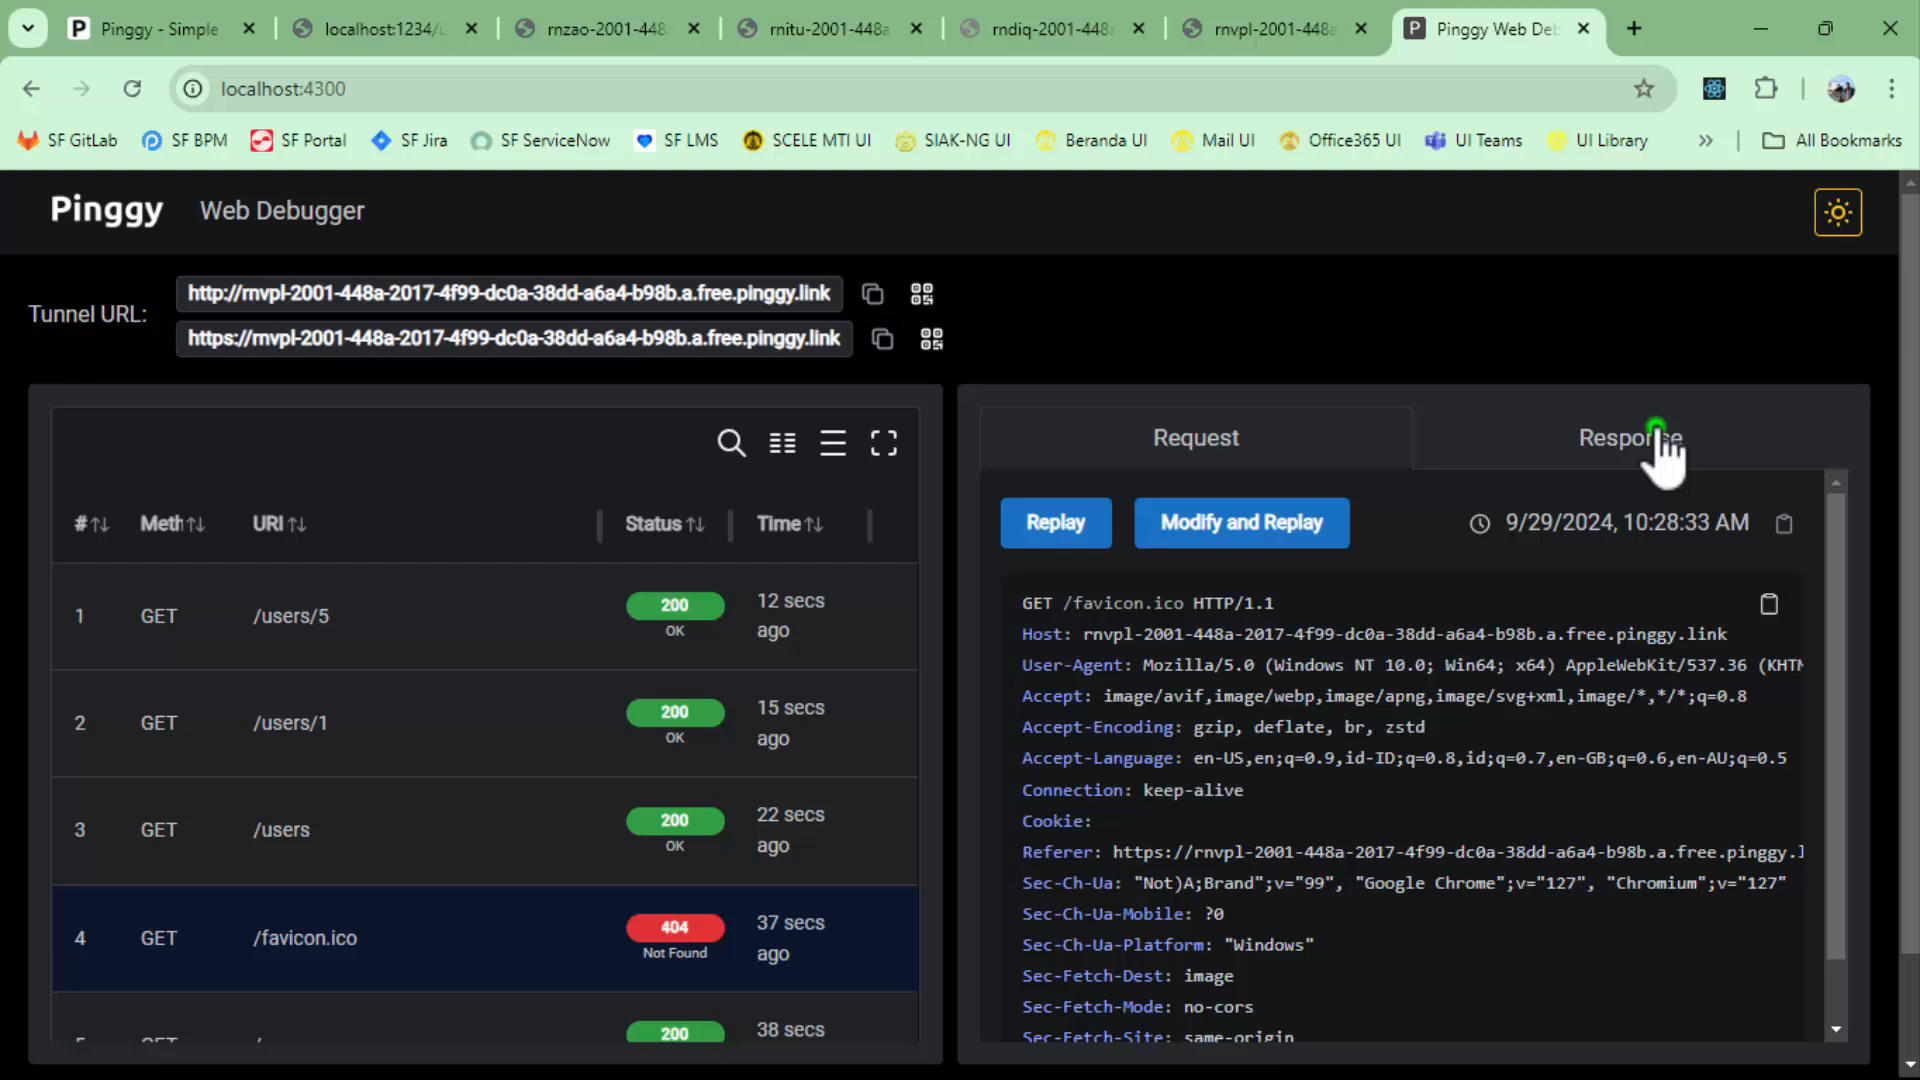 Pinggy - Simple
localhost:1234/
rnzao-2001-448
rnitu-2001-448a
rndiq-2001-448
rnvpl-2001-448a
Pinggy Web Deb
localhost:4300
SF GitLab
SF BPM
SF Portal
SF Jira
SF ServiceNow
SF LMS
SCELE MTI UI
SIAK-NG UI
Beranda UI
Mail UI
Office365 UI
UI Teams
UI Library
All Bookmarks
Pinggy Web Debugger
Tunnel URL:
http://rnvpl-2001-448a-2017-4f99-dc0a-38dd-a6a4-b98b.a.free.pinggy.link
https://rnvpl-2001-448a-2017-4f99-dc0a-38dd-a6a4-b98b.a.free.pinggy.link
# Meth URI Status Time
1 GET /users/5 200 OK 12 secs ago
2 GET /users/1 200 OK 15 secs ago
3 GET /users 200 OK 22 secs ago
4 GET /favicon.ico 404 Not Found 37 secs ago
5 GET / 200 38 secs
Request
Response
Replay
Modify and Replay
9/29/2024, 10:28:33 AM
GET /favicon.ico HTTP/1.1
Host: rnvpl-2001-448a-2017-4f99-dc0a-38dd-a6a4-b98b.a.free.pinggy.link
User-Agent: Mozilla/5.0 (Windows NT 10.0; Win64; x64) AppleWebKit/537.36 (KHTM
Accept: image/avif,image/webp,image/apng,image/svg+xml,image/*,*/*;q=0.8
Accept-Encoding: gzip, deflate, br, zstd
Accept-Language: en-US,en;q=0.9,id-ID;q=0.8,id;q=0.7,en-GB;q=0.6,en-AU;q=0.5
Connection: keep-alive
Cookie:
Referer: https://rnvpl-2001-448a-2017-4f99-dc0a-38dd-a6a4-b98b.a.free.pinggy.l
Sec-Ch-Ua: "Not)A;Brand";v="99", "Google Chrome";v="127", "Chromium";v="127"
Sec-Ch-Ua-Mobile: ?0
Sec-Ch-Ua-Platform: "Windows"
Sec-Fetch-Dest: image
Sec-Fetch-Mode: no-cors
Sec-Fetch-Site: same-origin